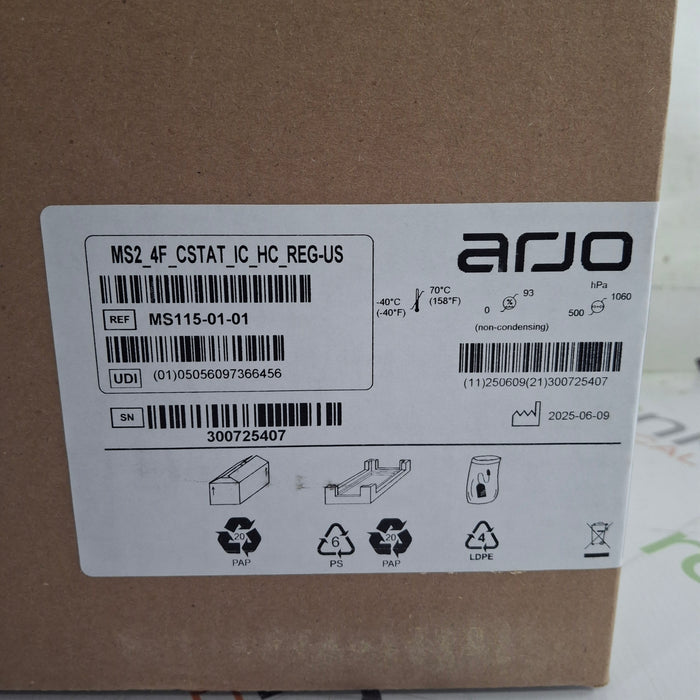 MS2_4F_CSTAT_IC_HC_REG-US
REF MS115-01-01
UDI (01)05056097366456
SN
300725407
arjo
-40°C
(-40°F)
70°C
(158°F)
0 % 93
(non-condensing)
hPa
500 1060
(11)250609(21)300725407
2025-06-09
20
PAP
6
PS
20
PAP
4
LDPE